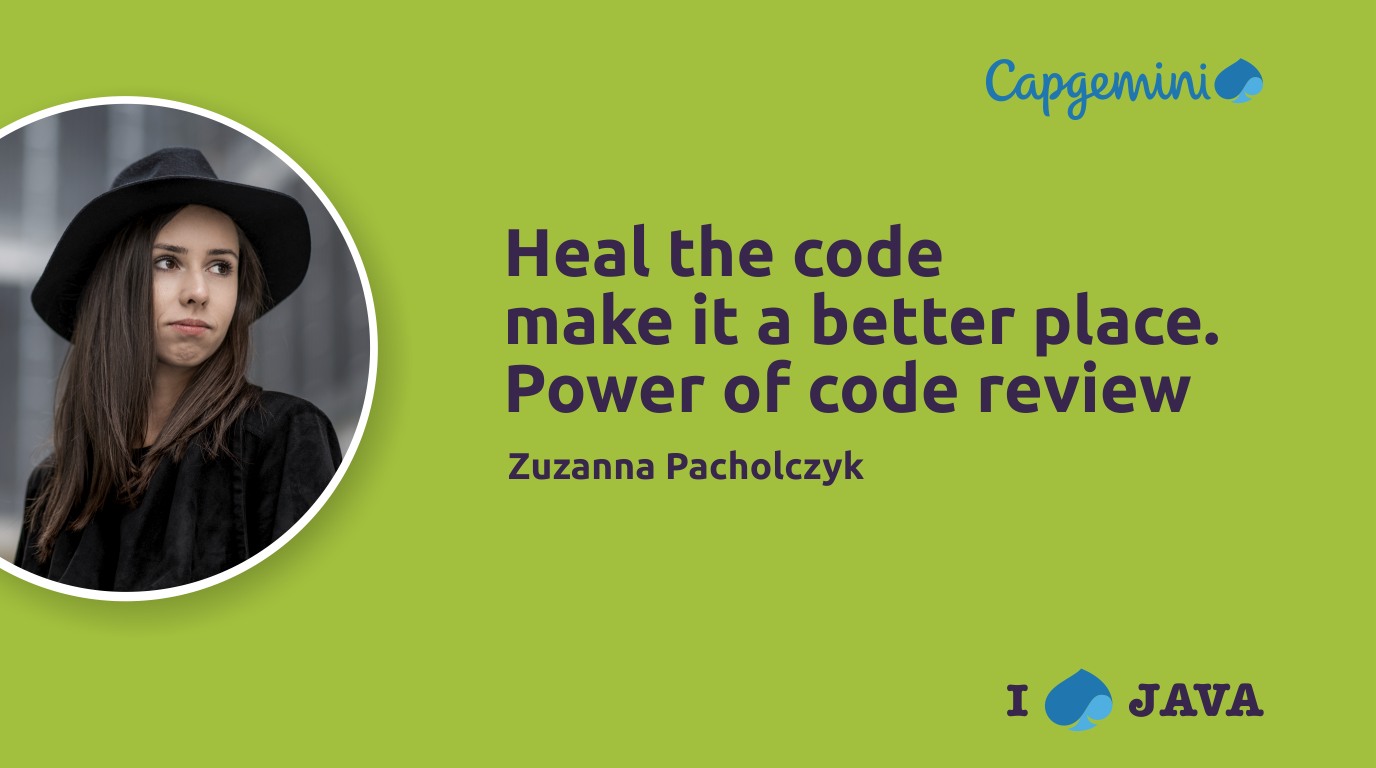 Capgemini
Heal the code
make it a better place.
Power of code review
Zuzanna Pacholczyk
I JAVA